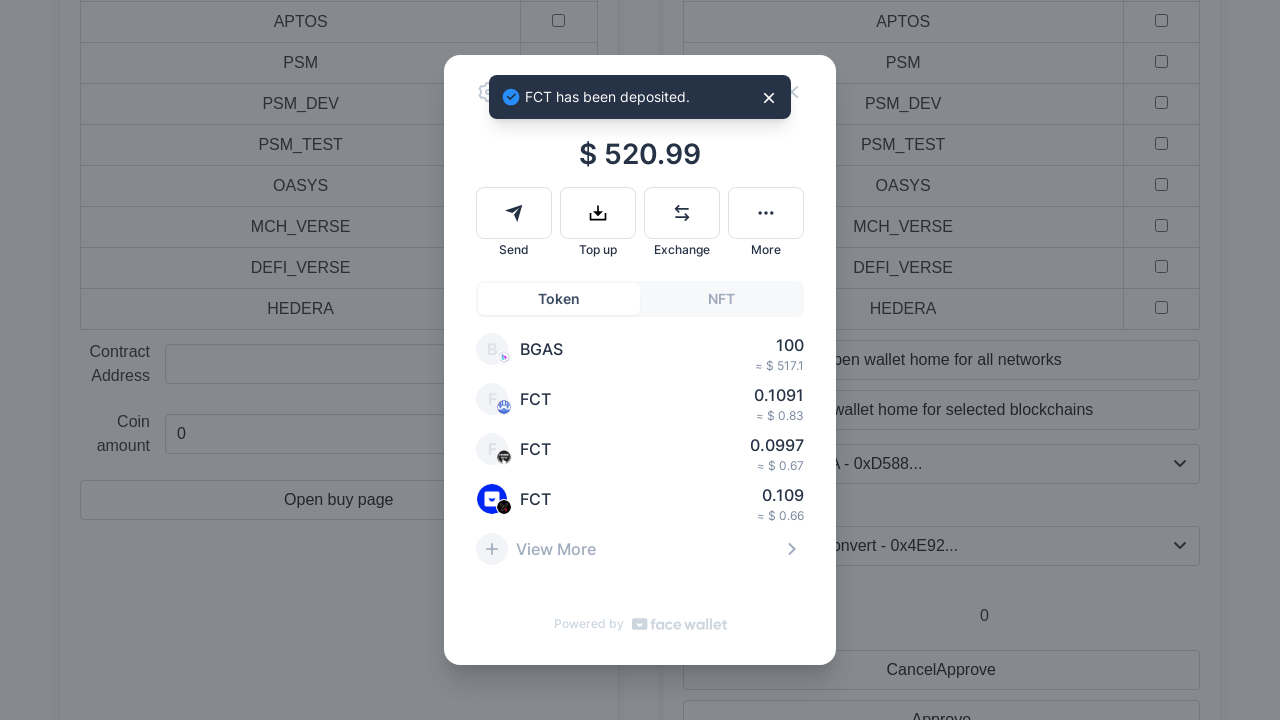 APTOS
APTOS
PSM
PSM
PSM_DEV
PSM_DEV
PSM_TEST
PSM_TEST
OASYS
OASYS
MCH_VERSE
MCH_VERSE
DEFI_VERSE
DEFI_VERSE
HEDERA
HEDERA
Contract
Address
Coin
amount
0
Open buy page
FCT has been deposited.
$ 520.99
Send
Top up
Exchange
More
Token
NFT
B
BGAS
100
≈ $ 517.1
F
FCT
0.1091
≈ $ 0.83
F
FCT
0.0997
≈ $ 0.67
FCT
0.109
≈ $ 0.66
View More
Powered by face wallet
pen wallet home for all networks
wallet home for selected blockchains
A - 0xD588...
onvert - 0x4E92...
0
CancelApprove
Approve